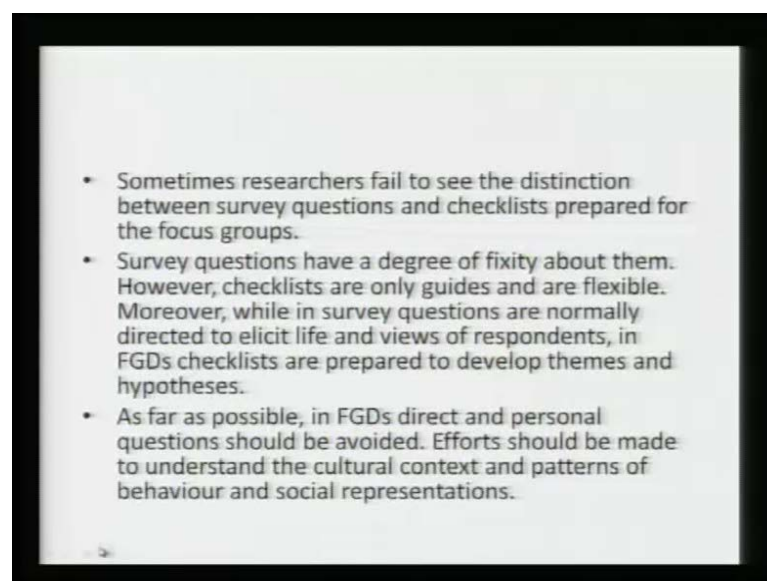 • Sometimes researchers fail to see the distinction
between survey questions and checklists prepared for
the focus groups.
• Survey questions have a degree of fixity about them.
However, checklists are only guides and are flexible.
Moreover, while in survey questions are normally
directed to elicit life and views of respondents, in
FGDs checklists are prepared to develop themes and
hypotheses.
• As far as possible, in FGDs direct and personal
questions should be avoided. Efforts should be made
to understand the cultural context and patterns of
behaviour and social representations.